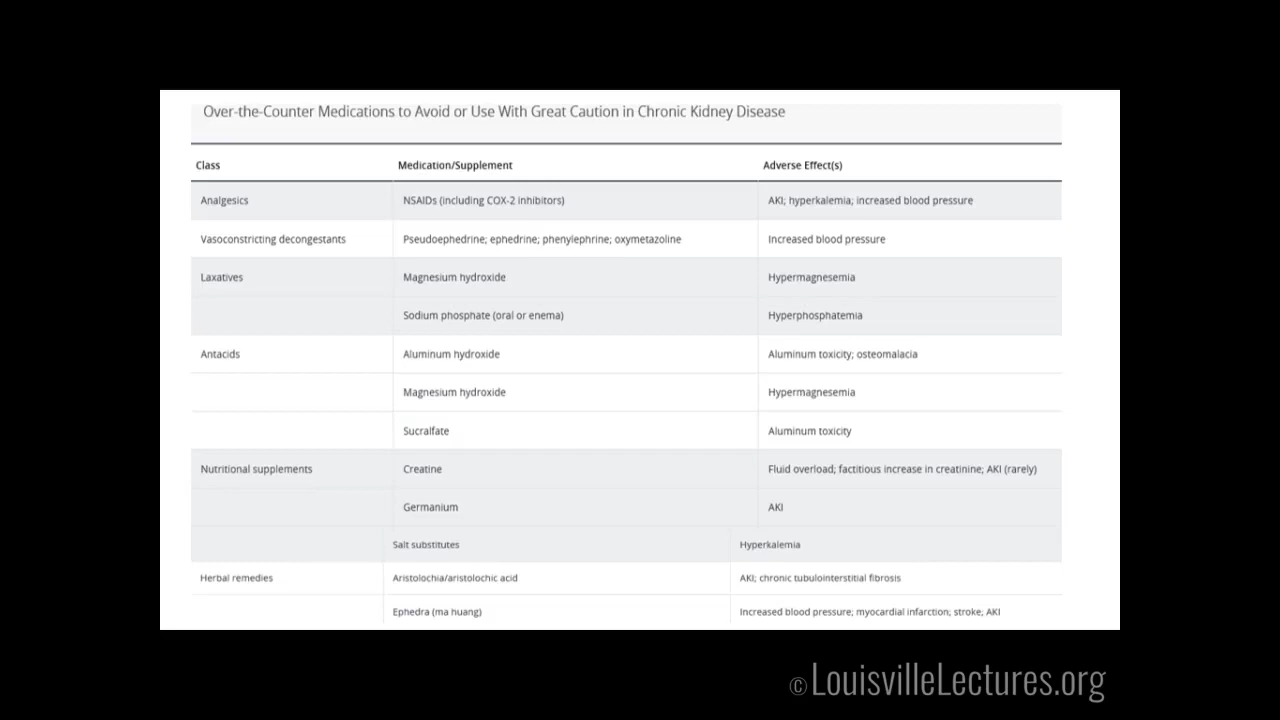 Over-the-Counter Medications to Avoid or Use With Great Caution in Chronic Kidney Disease
Class Medication/Supplement Adverse Effect(s)
Analgesics NSAIDs (including COX-2 inhibitors) AKI; hyperkalemia; increased blood pressure
Vasoconstricting decongestants Pseudoephedrine; ephedrine; phenylephrine; oxymetazoline Increased blood pressure
Laxatives Magnesium hydroxide Hypermagnesemia
Sodium phosphate (oral or enema) Hyperphosphatemia
Antacids Aluminum hydroxide Aluminum toxicity; osteomalacia
Magnesium hydroxide Hypermagnesemia
Sucralfate Aluminum toxicity
Nutritional supplements Creatine Fluid overload; factitious increase in creatinine; AKI (rarely)
Germanium AKI
Salt substitutes Hyperkalemia
Herbal remedies Aristolochia/aristolochic acid AKI; chronic tubulointerstitial fibrosis
Ephedra (ma huang) Increased blood pressure; myocardial infarction; stroke; AKI
© LouisvilleLectures.org